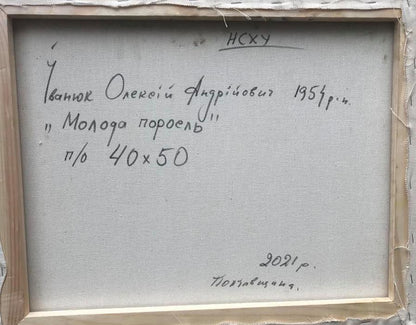 НСХУ
Іванюк Олексій Андрійович 1954 р.н.
„Молода поросль"
п/о 40х50
2021 р.
Полтавщина.